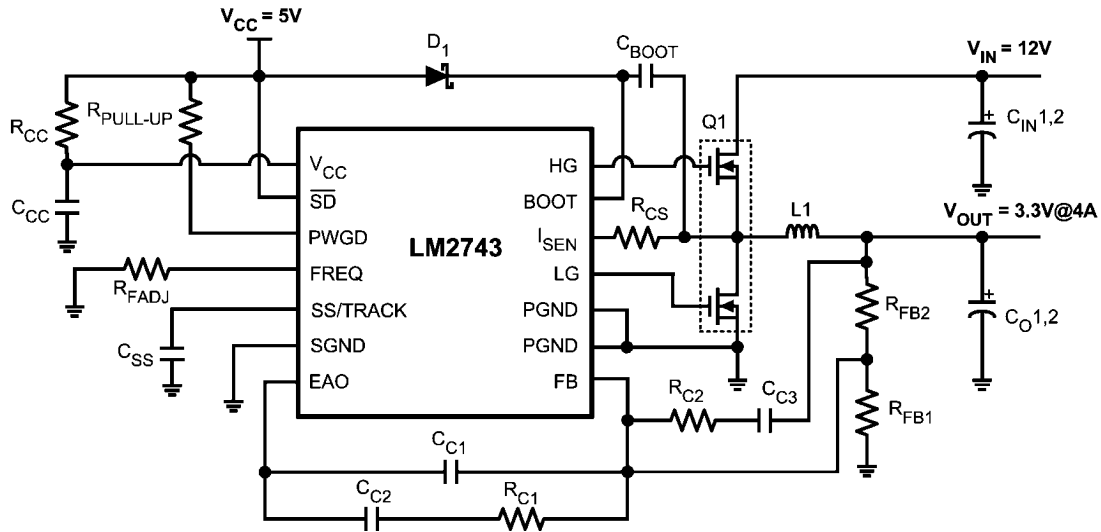 VCC = 5V
D1
CBOOT
VIN = 12V
RCC
RPULL-UP
CIN1,2
Q1
CCC
VCC
SD
PWGD
FREQ
SS/TRACK
SGND
EAO
LM2743
HG
BOOT
ISEN
LG
PGND
PGND
FB
RCS
L1
VOUT = 3.3V@4A
RFADJ
CSS
RFB2
CO1,2
RC2
CC3
RFB1
CC1
CC2
RC1